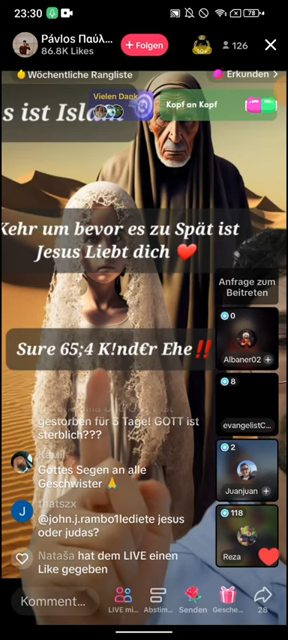 23:30
78
Pávlos Παύλ...
86.8K Likes
+ Folgen
126
Wöchentliche Rangliste
Erkunden >
s ist Isla
Vielen Dank
Kopf an Kopf
Kehr um bevor es zu Spät ist
Jesus Liebt dich ❤️
Anfrage zum
Beitreten
Sure 65;4 K!nd€r Ehe‼️
0
Albaner02 +
8
evangelistC...
gestorben für 3 Tage! GOTT ist
sterblich???
Gottes Segen an alle
Geschwister 🙏
2
Juanjuan +
J
@john.j.rambo1lediete jesus
oder judas?
118
Reza
Nataša hat dem LIVE einen
Like gegeben
Komment...
LIVE mi...
Abstim...
Senden
Gesche...
28